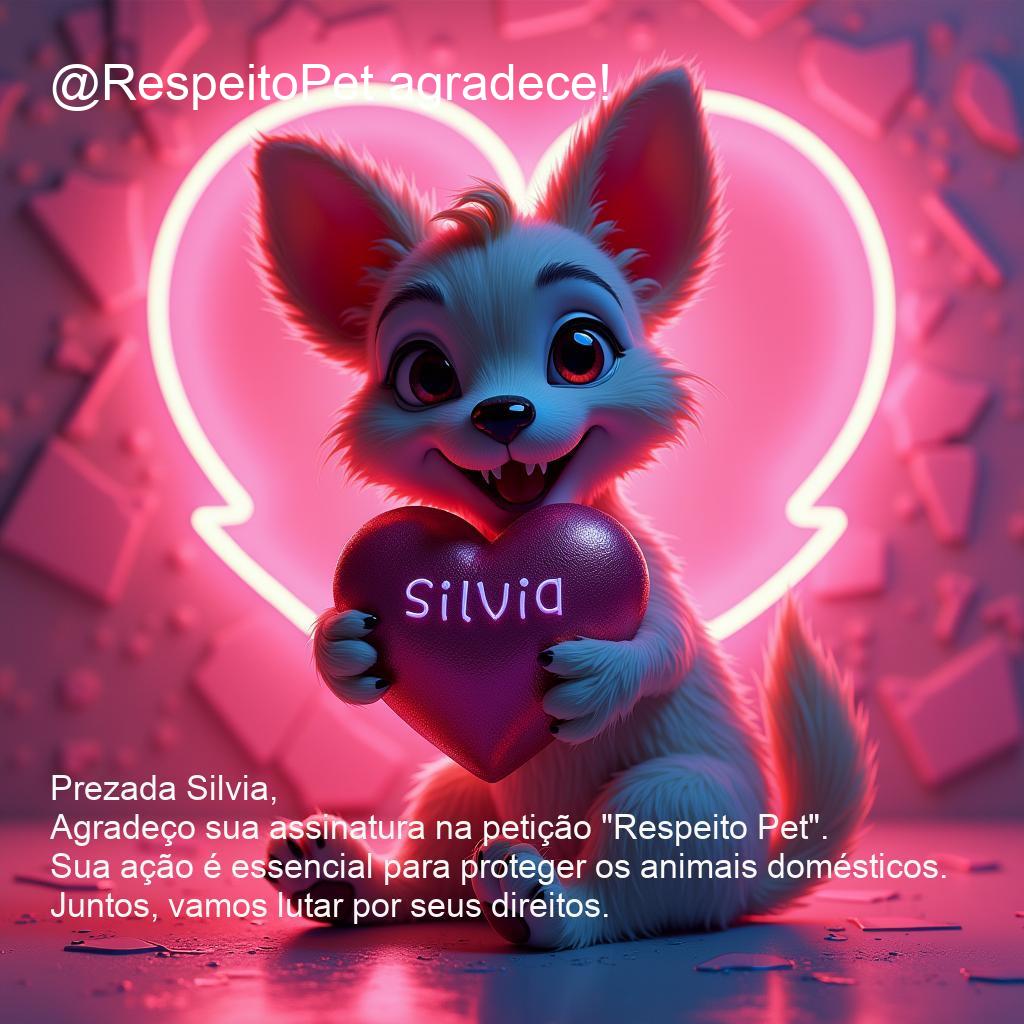 @RespeitoPet agradece!
Silvia
Prezada Silvia,
Agradeço sua assinatura na petição "Respeito Pet".
Sua ação é essencial para proteger os animais domésticos.
Juntos, vamos lutar por seus direitos.